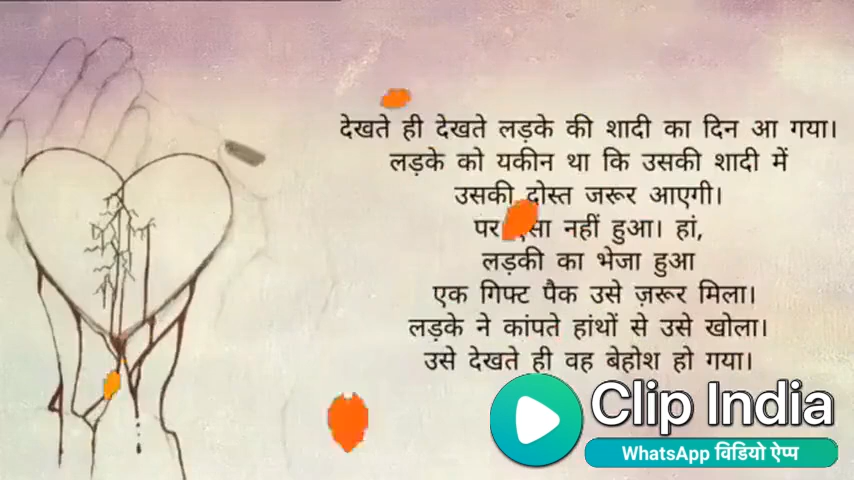 देखते ही देखते लड़के की शादी का दिन आ गया।
लड़के को यकीन था कि उसकी शादी में
उसकी दोस्त जरूर आएगी।
पर नहीं हुआ। हां,
लड़की का भेजा हुआ
एक गिफ्ट पैक उसे ज़रूर मिला।
लड़के ने कांपते हांथों से उसे खोला।
उसे देखते ही वह बेहोश हो गया।
Clip India
WhatsApp विडियो ऐप्प